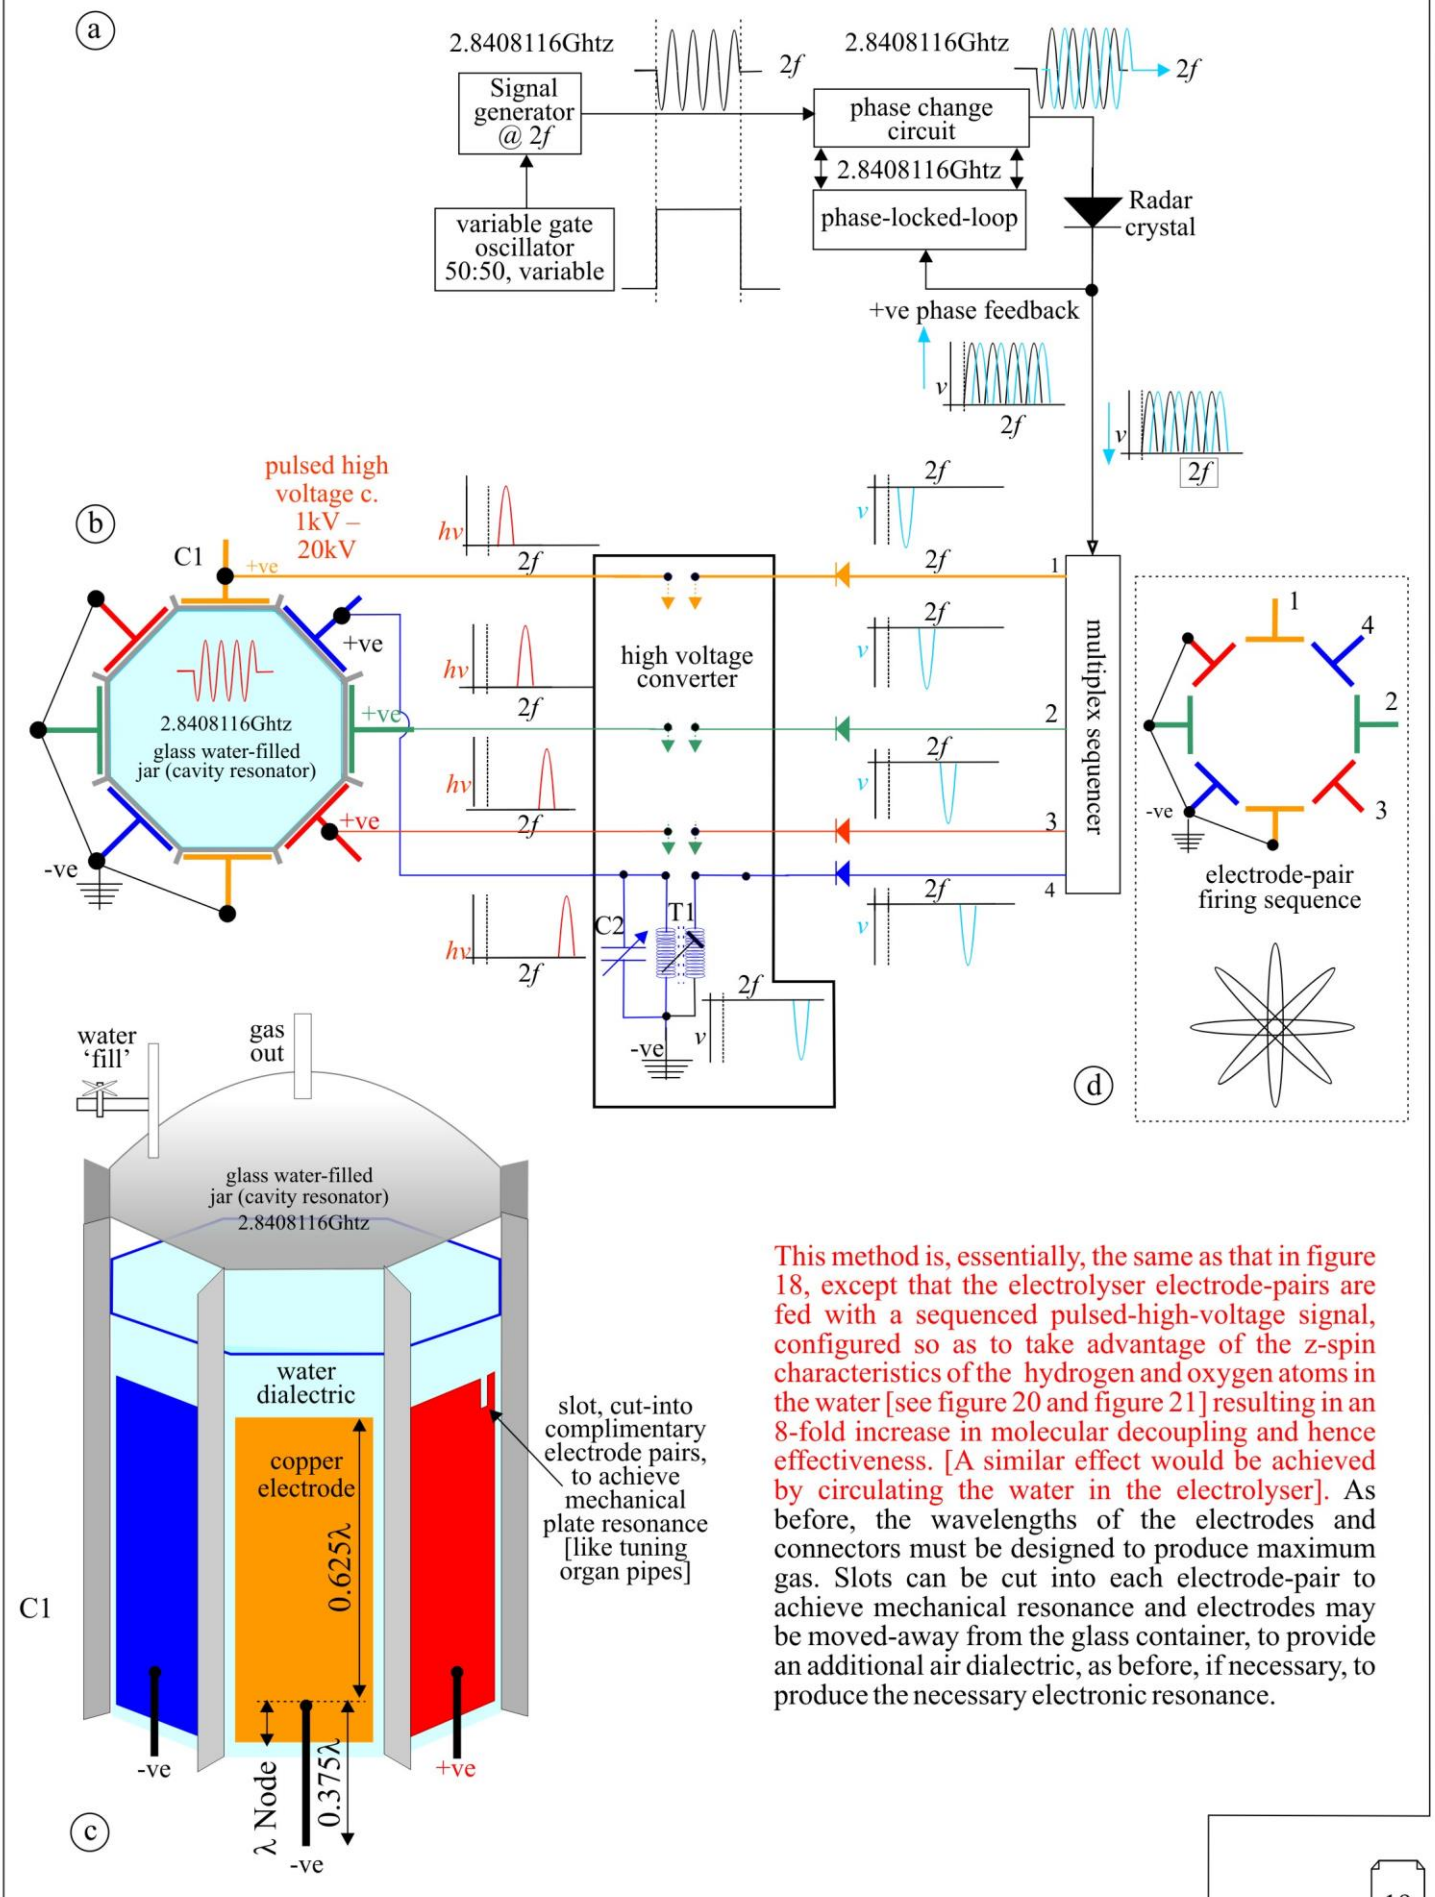 a
2.8408116Ghtz
2f
2.8408116Ghtz
2f
Signal
generator
@ 2f
phase change
circuit
2.8408116Ghtz
phase-locked-loop
variable gate
oscillator
50:50, variable
Radar
crystal
+ve phase feedback
v
2f
v
2f
b
pulsed high
voltage c.
1kV –
20kV
C1
+ve
hv
2f
v
2f
2f
1
+ve
hv
2f
v
2f
high voltage
converter
multiplex sequencer
+ve
2
2.8408116Ghtz
glass water-filled
jar (cavity resonator)
hv
2f
v
2f
+ve
3
-ve
4
hv
2f
v
2f
C2
T1
2f
v
-ve
1
4
2
3
-ve
electrode-pair
firing sequence
d
water
‘fill’
gas
out
glass water-filled
jar (cavity resonator)
2.8408116Ghtz
water
dialectric
copper
electrode
0.625λ
slot, cut-into
complimentary
electrode pairs,
to achieve
mechanical
plate resonance
[like tuning
organ pipes]
C1
-ve
λ Node
0.375λ
-ve
+ve
c
This method is, essentially, the same as that in figure
18, except that the electrolyser electrode-pairs are
fed with a sequenced pulsed-high-voltage signal,
configured so as to take advantage of the z-spin
characteristics of the hydrogen and oxygen atoms in
the water [see figure 20 and figure 21] resulting in an
8-fold increase in molecular decoupling and hence
effectiveness. [A similar effect would be achieved
by circulating the water in the electrolyser]. As
before, the wavelengths of the electrodes and
connectors must be designed to produce maximum
gas. Slots can be cut into each electrode-pair to
achieve mechanical resonance and electrodes may
be moved-away from the glass container, to provide
an additional air dialectric, as before, if necessary, to
produce the necessary electronic resonance.